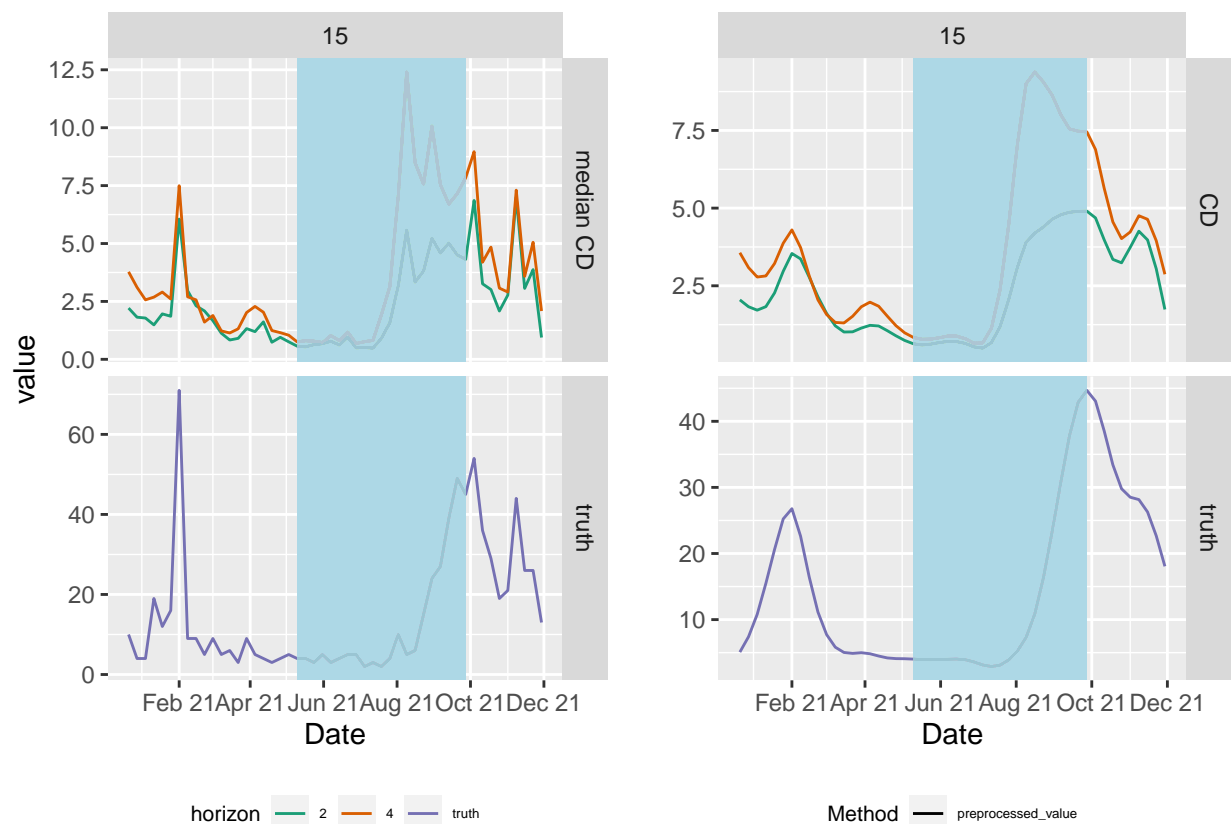 15
15
12.5
10.0
7.5
5.0
2.5
0.0
median CD
7.5
5.0
2.5
CD
value
60
40
20
0
truth
40
30
20
10
truth
Feb 21 Apr 21 Jun 21 Aug 21 Oct 21 Dec 21
Date
Feb 21 Apr 21 Jun 21 Aug 21 Oct 21 Dec 21
Date
horizon 2 4 truth
Method preprocessed_value